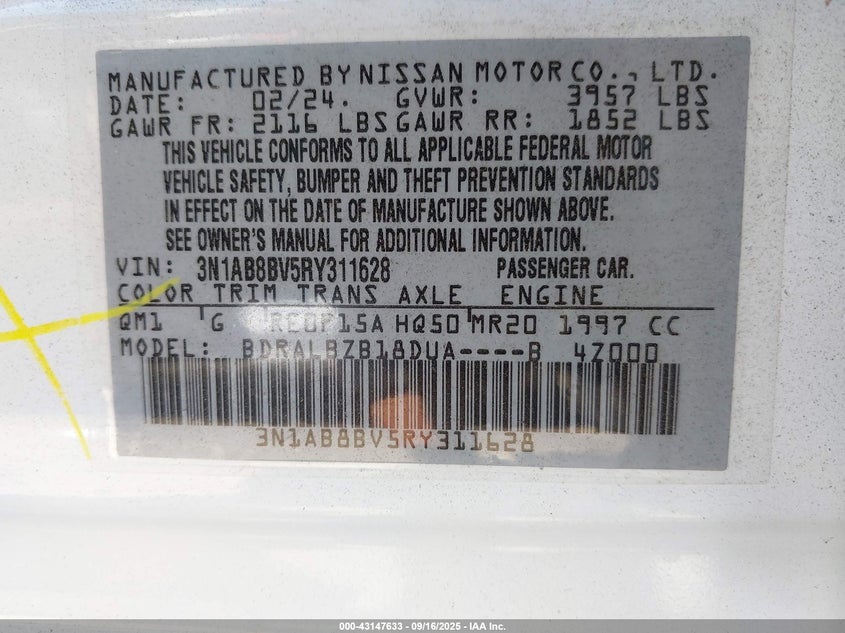 MANUFACTURED BY NISSAN MOTOR CO., LTD.
DATE: 02/24. GVWR: 3957 LBS
GAWR FR: 2116 LBS GAWR RR: 1852 LBS
THIS VEHICLE CONFORMS TO ALL APPLICABLE FEDERAL MOTOR
VEHICLE SAFETY, BUMPER AND THEFT PREVENTION STANDARDS
IN EFFECT ON THE DATE OF MANUFACTURE SHOWN ABOVE.
SEE OWNER'S MANUAL FOR ADDITIONAL INFORMATION.
VIN: 3N1AB8BV5RY311628 PASSENGER CAR.
COLOR TRIM TRANS AXLE ENGINE
QM1 G RE0F15A HQ50 MR20 1997 CC
MODEL: BDRALBZB18DUA----B 4Z000
3N1AB8BV5RY311628
000-43147633 - 09/16/2025 - IAA Inc.